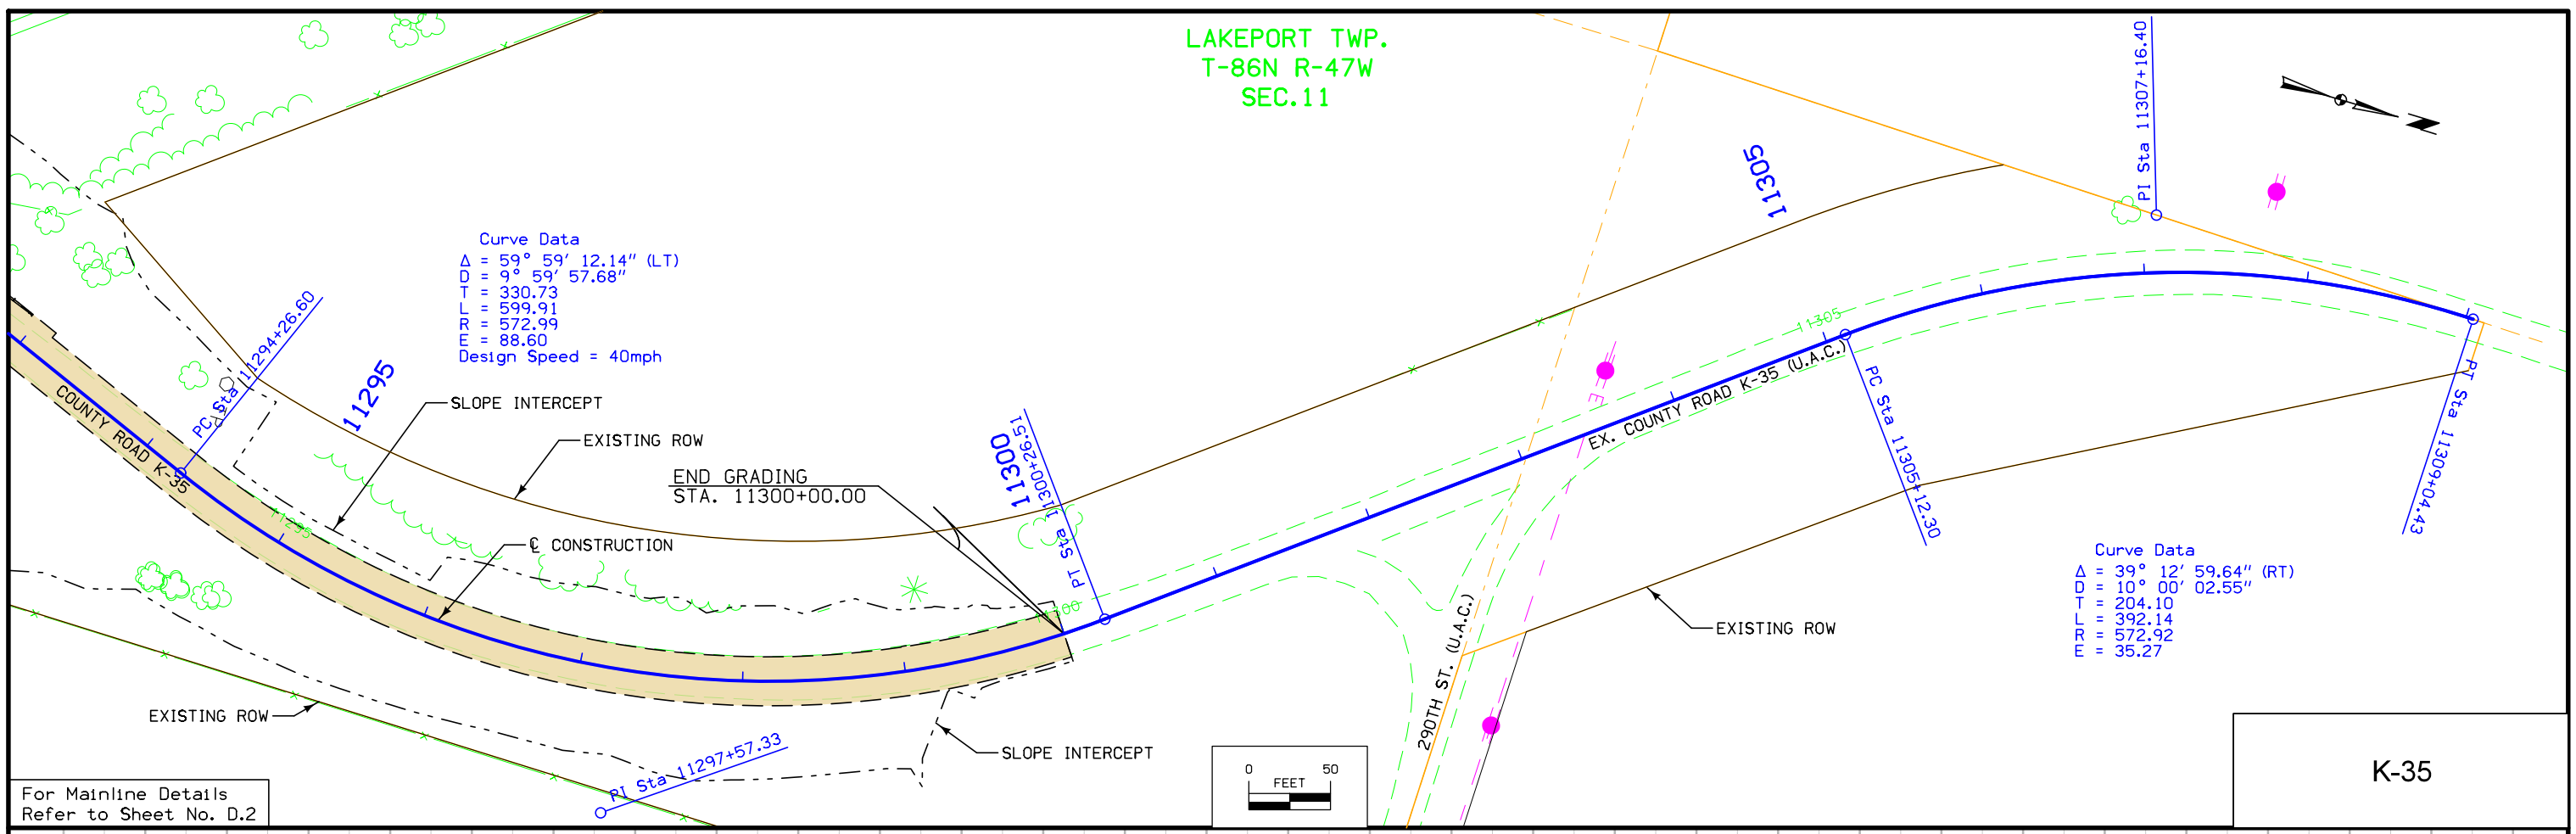 LAKEPORT TWP.
T-86N R-47W
SEC.11
PI Sta 11307+16.40
11305
Curve Data
Δ = 59° 59′ 12.14″ (LT)
D = 9° 59′ 57.68″
T = 330.73
L = 599.91
R = 572.99
E = 88.60
Design Speed = 40mph
PC Sta 11294+26.60
11295
SLOPE INTERCEPT
EXISTING ROW
COUNTY ROAD K-35
11295
END GRADING
STA. 11300+00.00
℄ CONSTRUCTION
11300
PT Sta 11300+26.51
11300
11305
EX. COUNTY ROAD K-35 (U.A.C.)
E
PC Sta 11305+12.30
PT Sta 11309+04.43
Curve Data
Δ = 39° 12′ 59.64″ (RT)
D = 10° 00′ 02.55″
T = 204.10
L = 392.14
R = 572.92
E = 35.27
EXISTING ROW
290TH ST. (U.A.C.)
EXISTING ROW
SLOPE INTERCEPT
PI Sta 11297+57.33
0 50
FEET
For Mainline Details
Refer to Sheet No. D.2
K-35
N